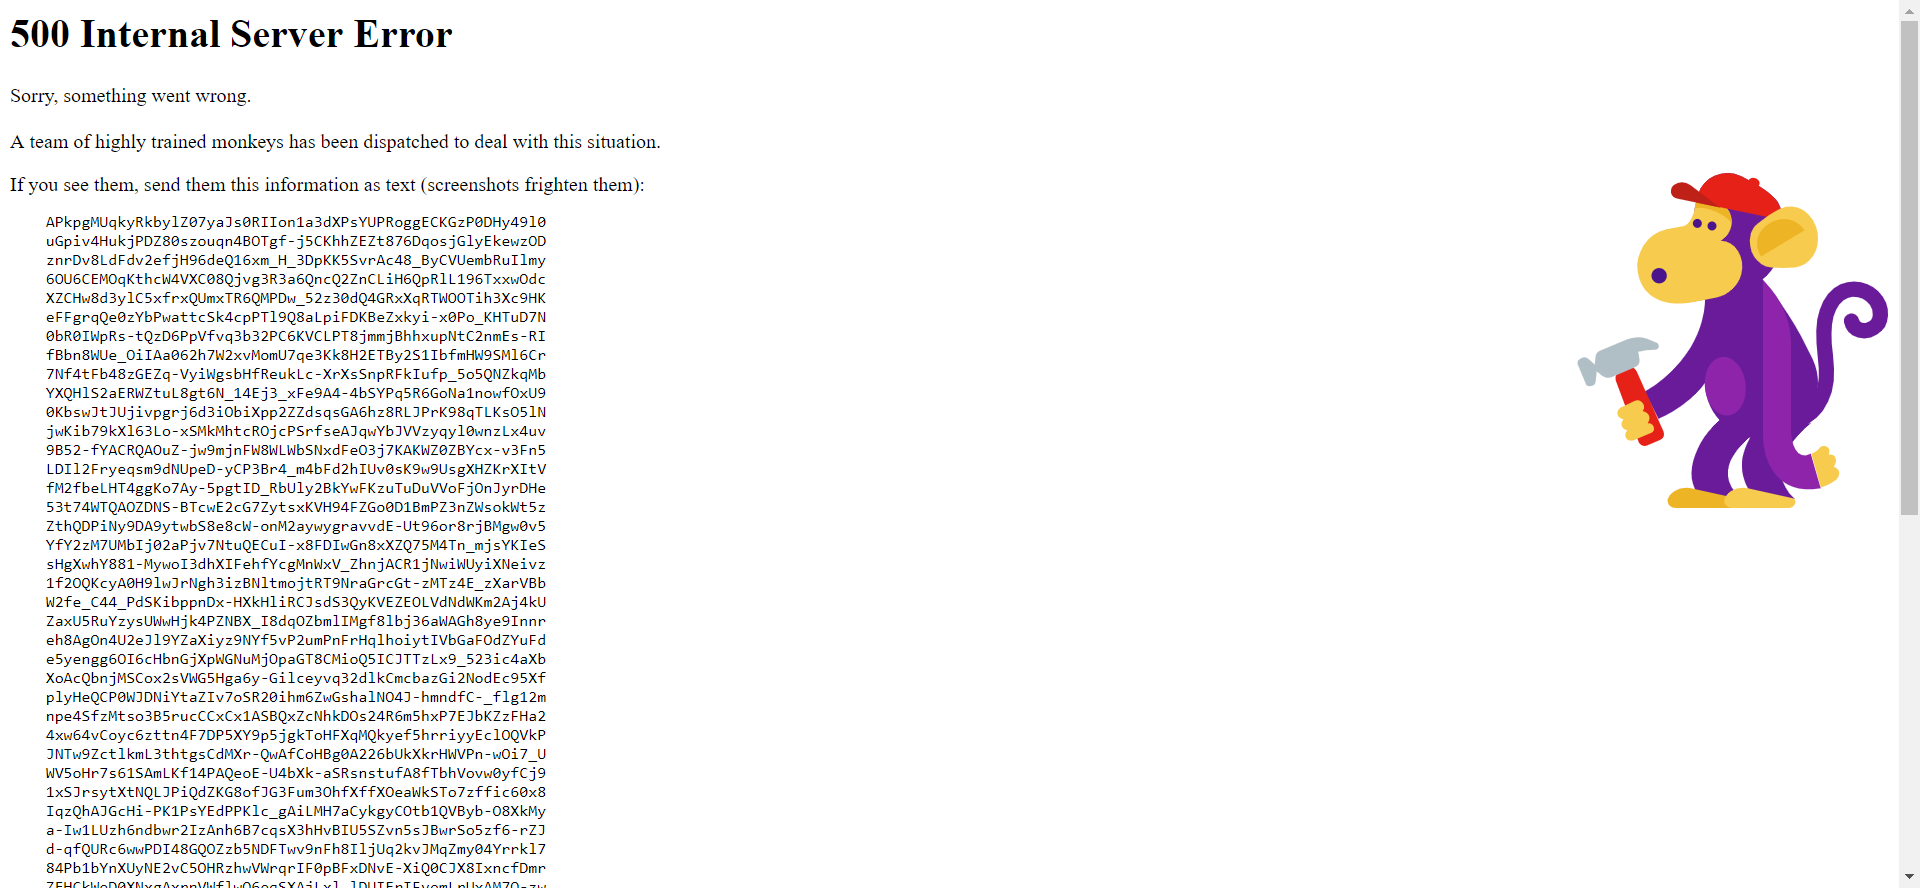 500 Internal Server Error
Sorry, something went wrong.
A team of highly trained monkeys has been dispatched to deal with this situation.
If you see them, send them this information as text (screenshots frighten them):
APkpgMUqkyRkbylZ07yaJs0RIIon1a3dXPsYUPRoggECKGzP0DHy49l0
uGpiv4HukjPDZ80szouqn4BOTgf-j5CKhhZEZt876DqosjGlyEkewzOD
znrDv8LdFdv2efjH96deQ16xm_H_3DpKK5SvrAc48_ByCVUembRuIlmy
6OU6CEMOqKthcW4VXC08Qjvg3R3a6QncQ2ZnCLiH6QpRlL196TxxwOdc
XZCHw8d3ylC5xfrxQUmxTR6QMPDw_52z30dQ4GRxXqRTWOOTih3Xc9HK
eFFgrqQe0zYbPwattcSk4cpPTl9Q8aLpiFDKBeZxkyi-x0Po_KHTuD7N
0bR0IWpRs-tQzD6PpVfvq3b32PC6KVCLPT8jmmjBhhxupNtC2nmEs-RI
fBbn8WUe_OiIAa062h7W2xvMomU7qe3Kk8H2ETBy2S1IbfmHW9SMl6Cr
7Nf4tFb48zGEZq-VyiWgsbHfReukLc-XrXsSnpRFkIufp_5o5QNZkqMb
YXQHlS2aERWZtuL8gt6N_14Ej3_xFe9A4-4bSYPq5R6GoNa1nowfOxU9
0KbswJtJUjivpgrj6d3iObiXpp2ZZdsqsGA6hz8RLJPrK98qTLKsO5lN
jwKib79kXl63Lo-xSMkMhtcROjcPSrfseAJqwYbJVVzyqyl0wnzLx4uv
9B52-fYACRQAOuZ-jw9mjnFW8WLWbSNxdFeO3j7KAKWZ0ZBYcx-v3Fn5
LDIl2Fryeqsm9dNUpeD-yCP3Br4_m4bFd2hIUv0sK9w9UsgXHZKrXItV
fM2fbeLHT4ggKo7Ay-5pgtID_RbUly2BkYwFKzuTuDuVVoFjOnJyrDHe
53t74WTQAOZDNS-BTcwE2cG7ZytsxKVH94FZGo0D1BmPZ3nZWsokWt5z
ZthQDPiNy9DA9ytwbS8e8cW-onM2aywygravvdE-Ut96or8rjBMgw0v5
YfY2zM7UMbIj02aPjv7NtuQECuI-x8FDIwGn8xXZQ75M4Tn_mjsYKIeS
sHgXwhY881-MywoI3dhXIFehfYcgMnWxV_ZhnjACR1jNwiWUyiXNeivz
1f2OQKcyA0H9lwJrNgh3izBNltmojtRT9NraGrcGt-zMTz4E_zXarVBb
W2fe_C44_PdSKibppnDx-HXkHliRCJsdS3QyKVEZEOLVdNdWKm2Aj4kU
ZaxU5RuYzysUWwHjk4PZNBX_I8dqOZbmlIMgf8lbj36aWAGh8ye9Innr
eh8AgOn4U2eJl9YZaXiyz9NYf5vP2umPnFrHqlhoiytIVbGaFOdZYuFd
e5yengg6OI6cHbnGjXpWGNuMjOpaGT8CMioQ5ICJTTzLx9_523ic4aXb
XoAcQbnjMSCox2sVWG5Hga6y-Gilceyvq32dlkCmcbazGi2NodEc95Xf
plyHeQCP0WJDNiYtaZIv7oSR20ihm6ZwGshalNO4J-hmndfC-_flg12m
npe4SfzMtso3B5rucCCxCx1ASBQxZcNhkDOs24R6m5hxP7EJbKZzFHa2
4xw64vCoyc6zttn4F7DP5XY9p5jgkToHFXqMQkyef5hrriyyEclOQVkP
JNTw9ZctlkmL3thtgsCdMXr-QwAfCoHBg0A226bUkXkrHWVPn-wOi7_U
WV5oHr7s61SAmLKf14PAQeoE-U4bXk-aSRsnstufA8fTbhVovw0yfCj9
1xSJrsytXtNQLJPiQdZKG8ofJG3Fum3OhfXffXOeaWkSTo7zffic60x8
IqzQhAJGcHi-PK1PsYEdPPKlc_gAiLMH7aCykgyCOtb1QVByb-O8XkMy
a-Iw1LUzh6ndbwr2IzAnh6B7cqsX3hHvBIU5SZvn5sJBwrSo5zf6-rZJ
d-qfQURc6wwPDI48GQOZzb5NDFTwv9nFh8IljUq2kvJMqZmy04Yrrkl7
84Pb1bYnXUyNE2vC5OHRzhwVWrqrIF0pBFxDNvE-XiQ0CJX8IxncfDmr